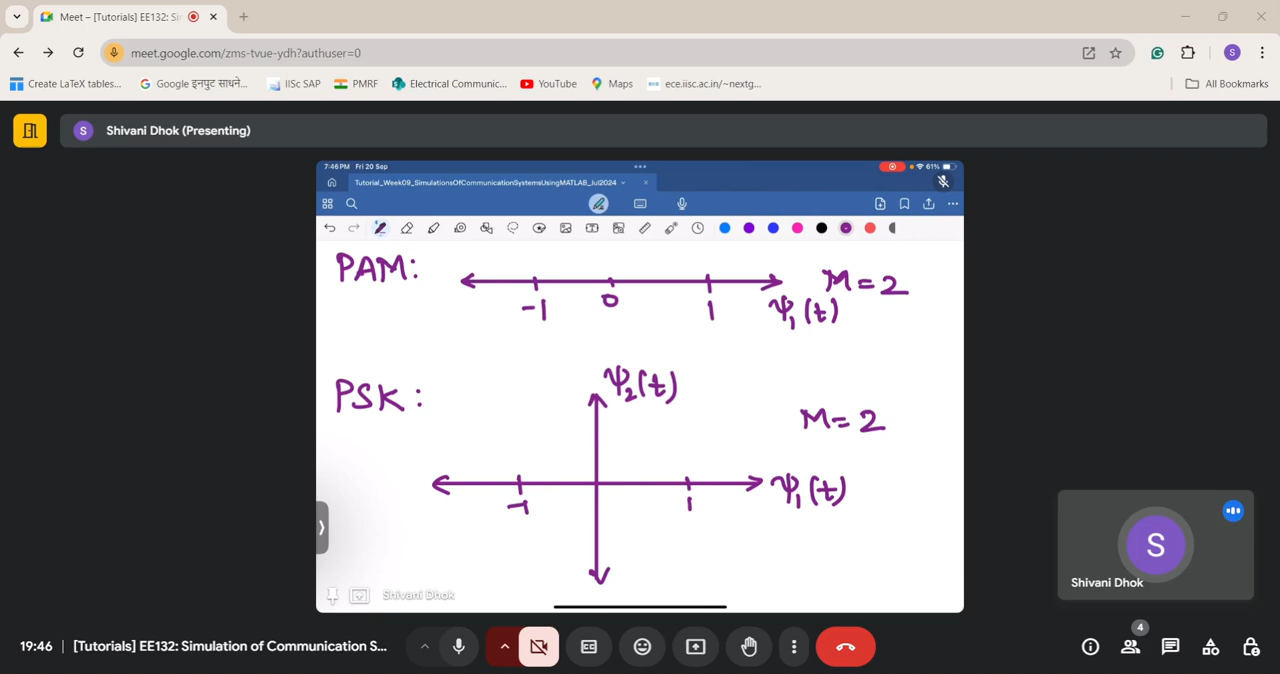 Meet – [Tutorials] EE132: Si
meet.google.com/zms-tvue-ydh?authuser=0
S
Create LaTeX tables... Google इनपुट साधने... IISc SAP PMRF Electrical Communic... YouTube Maps ece.iisc.ac.in/~nextg... All Bookmarks
S Shivani Dhok (Presenting)
7:46 PM Fri 20 Sep 61%
Tutorial_Week09_SimulationsOfCommunicationSystemsUsingMATLAB_Jul2024
PAM: M = 2
-1 0 1 ψ₁(t)
ψ₂(t)
PSK: M = 2
ψ₁(t)
-1 1
S
Shivani Dhok
Shivani Dhok
4
19:46 | [Tutorials] EE132: Simulation of Communication S...